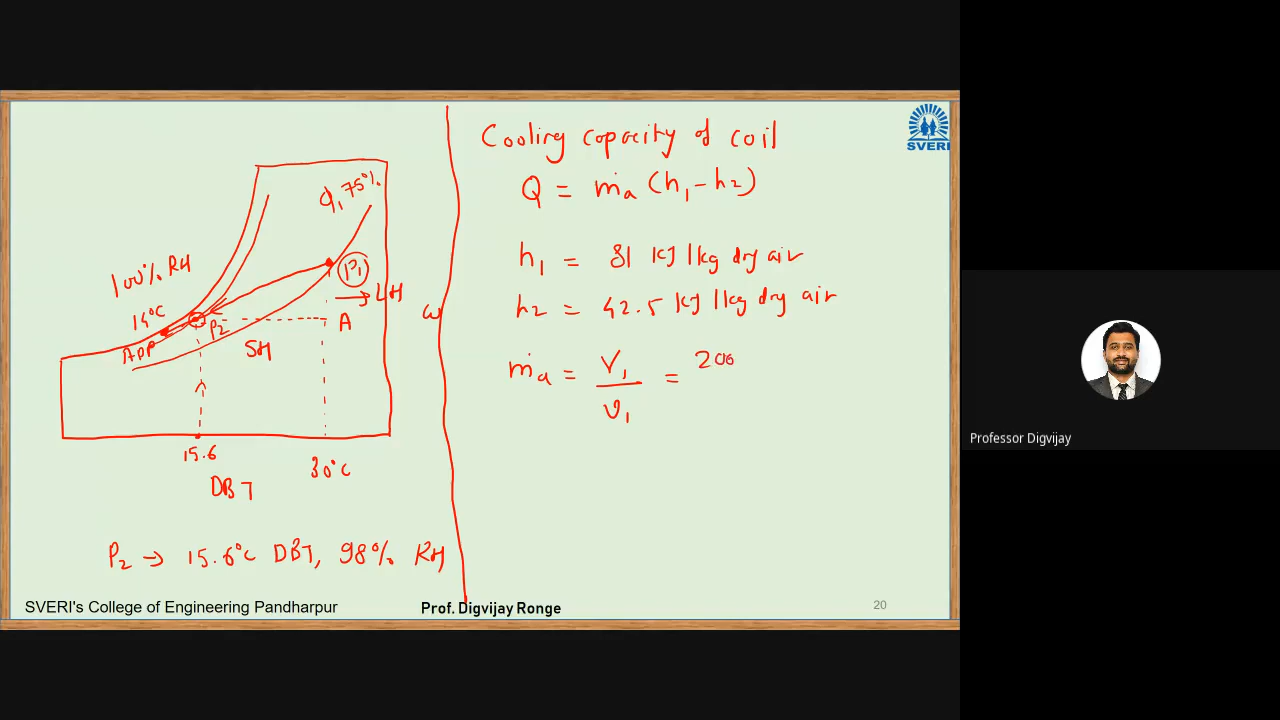 SVERI
Cooling capacity of coil
Q = ṁa (h1 - h2)
h1 = 81 kJ/kg dry air
h2 = 42.5 kJ/kg dry air
ṁa = V1 / v1 = 200
ϕ1 75%
100% RH
P1
LH
14°C
ADP
P2
A
ω
SH
15.6
30°C
DBT
P2 → 15.6°C DBT, 98% RH
SVERI's College of Engineering Pandharpur
Prof. Digvijay Ronge
20
Professor Digvijay